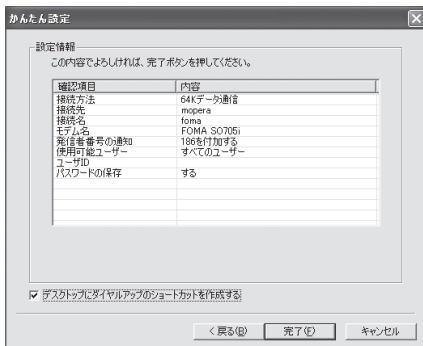 かんたん設定
設定情報
この内容でよろしければ、完了ボタンを押してください。
確認項目 内容
接続方法 64Kデータ通信
接続先 mopera
接続名 foma
モデム名 FOMA SO705i
発信者番号の通知 186を付加する
使用可能ユーザー すべてのユーザー
ユーザID
パスワードの保存 する
デスクトップにダイヤルアップのショートカットを作成する
< 戻る(B) 完了(F) キャンセル